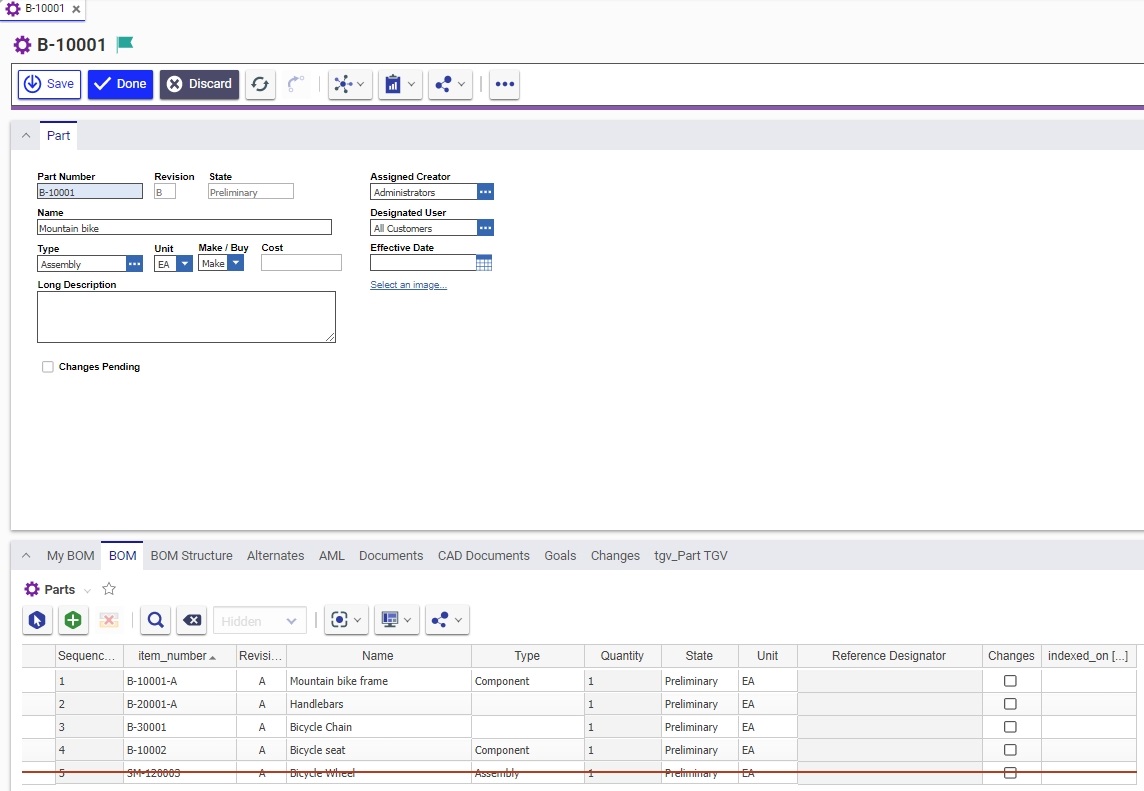 B-10001
B-10001
Save Done Discard
Part
Part Number Revision State Assigned Creator
B-10001 B Preliminary Administrators
Name Designated User
Mountain bike All Customers
Type Unit Make / Buy Cost Effective Date
Assembly EA Make
Long Description Select an image...
Changes Pending
My BOM BOM BOM Structure Alternates AML Documents CAD Documents Goals Changes tgv_Part TGV
Parts
Hidden
Sequenc... item_number Revisi... Name Type Quantity State Unit Reference Designator Changes indexed_on [...]
1 B-10001-A A Mountain bike frame Component 1 Preliminary EA
2 B-20001-A A Handlebars 1 Preliminary EA
3 B-30001 A Bicycle Chain 1 Preliminary EA
4 B-10002 A Bicycle seat Component 1 Preliminary EA
5 SM-120003 A Bicycle Wheel Assembly 1 Preliminary EA